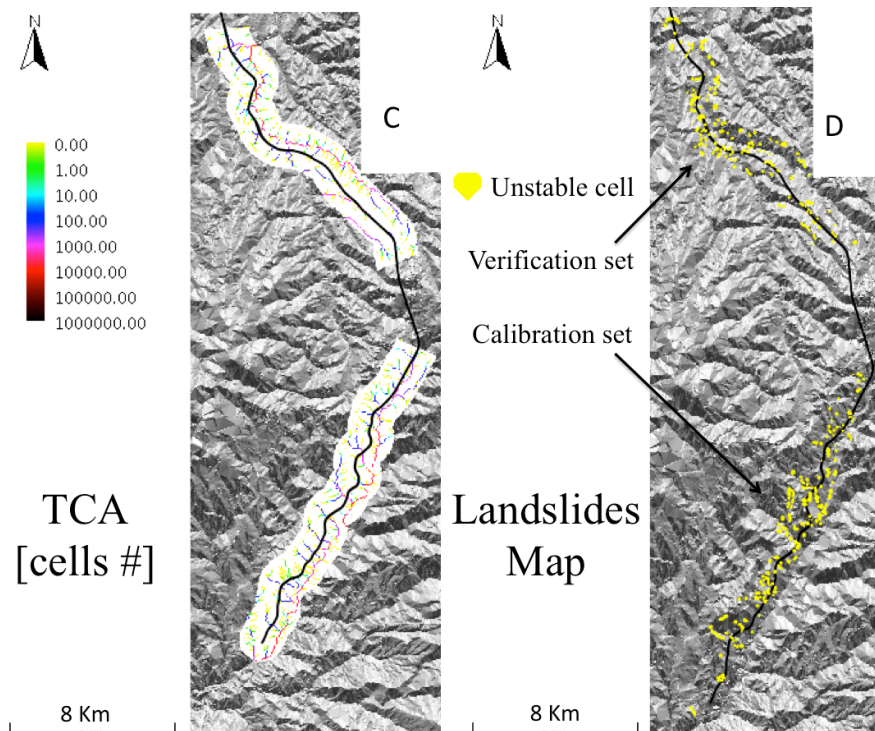 N
C
0.00
1.00
10.00
100.00
1000.00
10000.00
100000.00
1000000.00
TCA
[cells #]
8 Km
N
D
Unstable cell
Verification set
Calibration set
Landslides
Map
8 Km